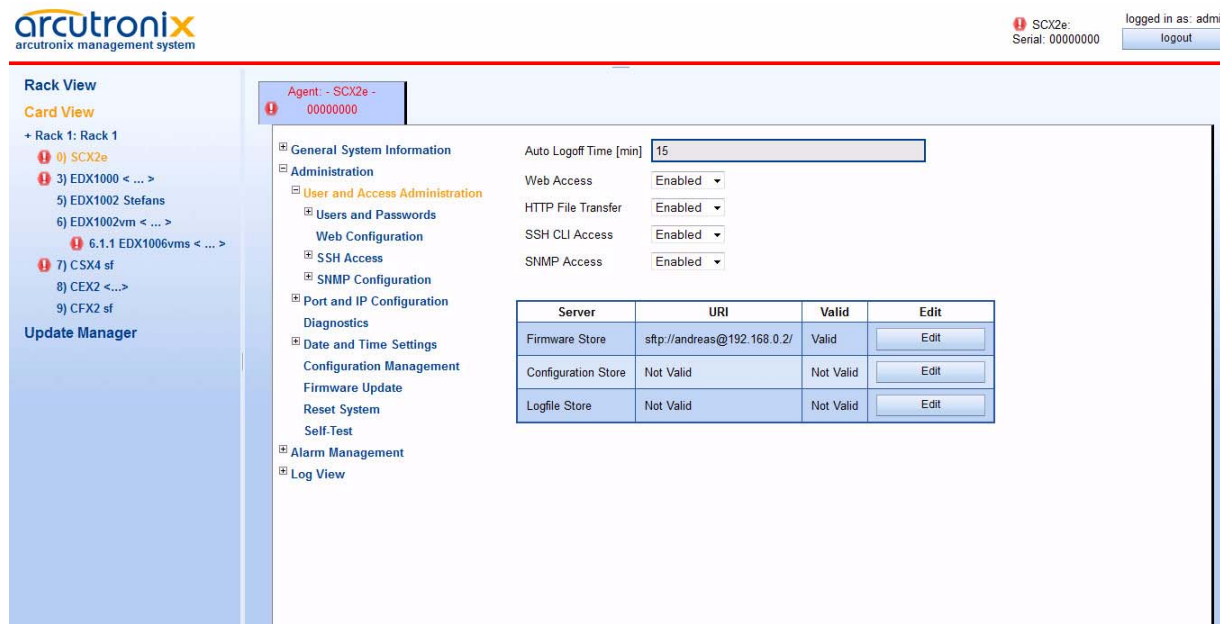 arcutronix
arcutronix management system
SCX2e:
Serial: 00000000
logged in as: admi
logout
Rack View
Card View
+ Rack 1: Rack 1
0) SCX2e
3) EDX1000 < ... >
5) EDX1002 Stefans
6) EDX1002vm < ... >
6.1.1 EDX1006vms < ... >
7) CSX4 sf
8) CEX2 <...>
9) CFX2 sf
Update Manager
Agent: - SCX2e -
00000000
General System Information
Administration
User and Access Administration
Users and Passwords
Web Configuration
SSH Access
SNMP Configuration
Port and IP Configuration
Diagnostics
Date and Time Settings
Configuration Management
Firmware Update
Reset System
Self-Test
Alarm Management
Log View
Auto Logoff Time [min] 15
Web Access Enabled
HTTP File Transfer Enabled
SSH CLI Access Enabled
SNMP Access Enabled
Server URI Valid Edit
Firmware Store sftp://andreas@192.168.0.2/ Valid Edit
Configuration Store Not Valid Not Valid Edit
Logfile Store Not Valid Not Valid Edit